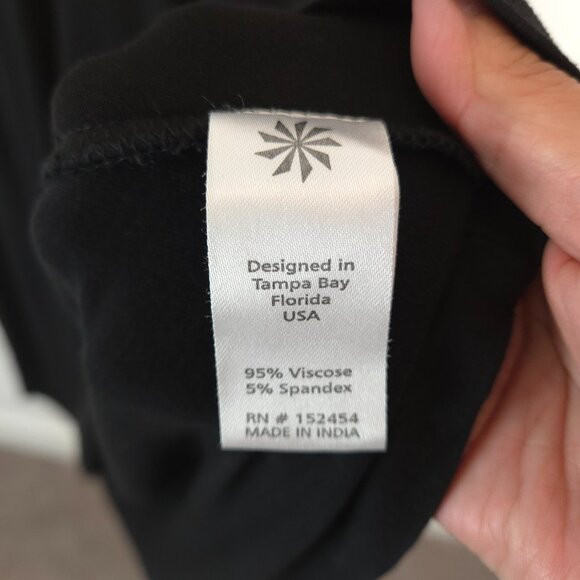 Designed in
Tampa Bay
Florida
USA
95% Viscose
5% Spandex
RN # 152454
MADE IN INDIA